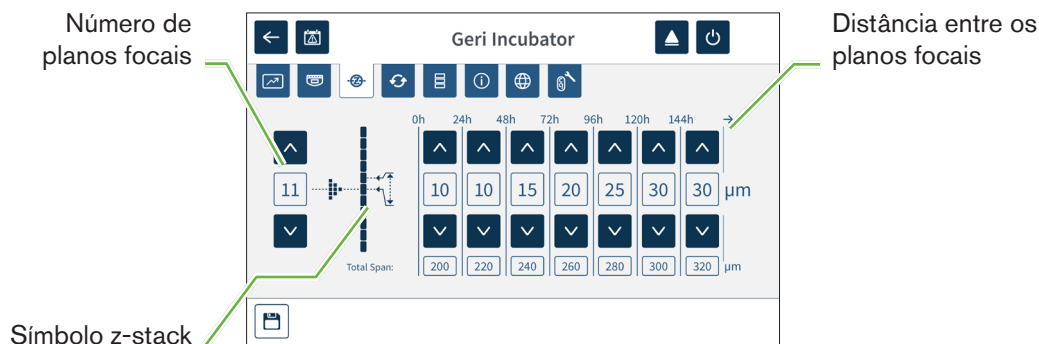 Número de
planos focais
Distância entre os
planos focais
Geri Incubator
0h 24h 48h 72h 96h 120h 144h →
11 10 10 15 20 25 30 30 μm
Total Span: 200 220 240 260 280 300 320 μm
Símbolo z-stack